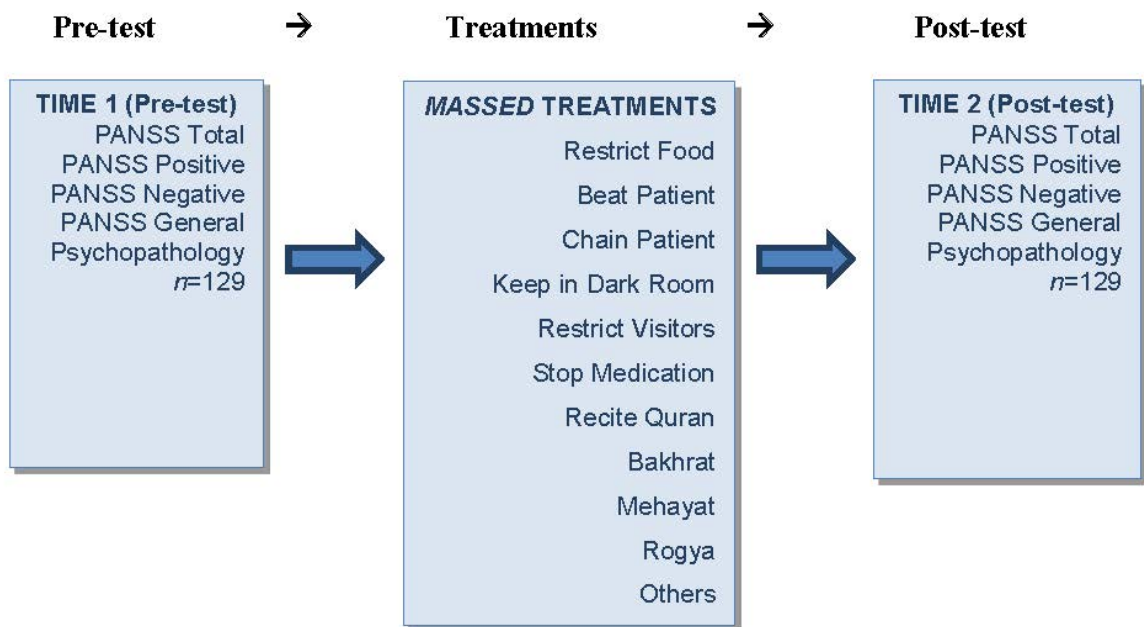 Pre-test → Treatments → Post-test
TIME 1 (Pre-test)
PANSS Total
PANSS Positive
PANSS Negative
PANSS General
Psychopathology
n=129
MASSED TREATMENTS
Restrict Food
Beat Patient
Chain Patient
Keep in Dark Room
Restrict Visitors
Stop Medication
Recite Quran
Bakhrat
Mehayat
Rogya
Others
TIME 2 (Post-test)
PANSS Total
PANSS Positive
PANSS Negative
PANSS General
Psychopathology
n=129